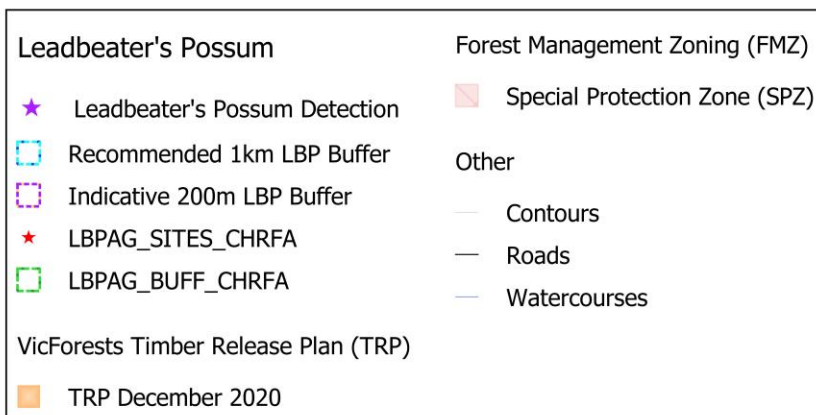 Leadbeater's Possum
Leadbeater's Possum Detection
Recommended 1km LBP Buffer
Indicative 200m LBP Buffer
LBPAG_SITES_CHRFA
LBPAG_BUFF_CHRFA
VicForests Timber Release Plan (TRP)
TRP December 2020
Forest Management Zoning (FMZ)
Special Protection Zone (SPZ)
Other
Contours
Roads
Watercourses